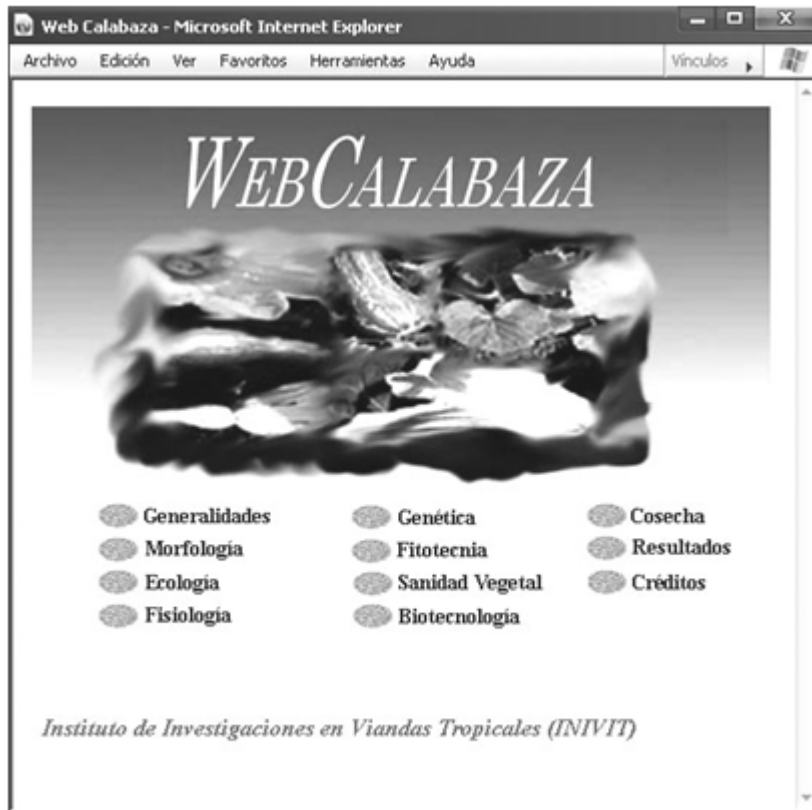 Web Calabaza - Microsoft Internet Explorer
Archivo Edición Ver Favoritos Herramientas Ayuda Vínculos
WEBCALABAZA
Generalidades Genética Cosecha
Morfología Fitotecnia Resultados
Ecología Sanidad Vegetal Créditos
Fisiología Biotecnología
Instituto de Investigaciones en Viandas Tropicales (INIVIT)